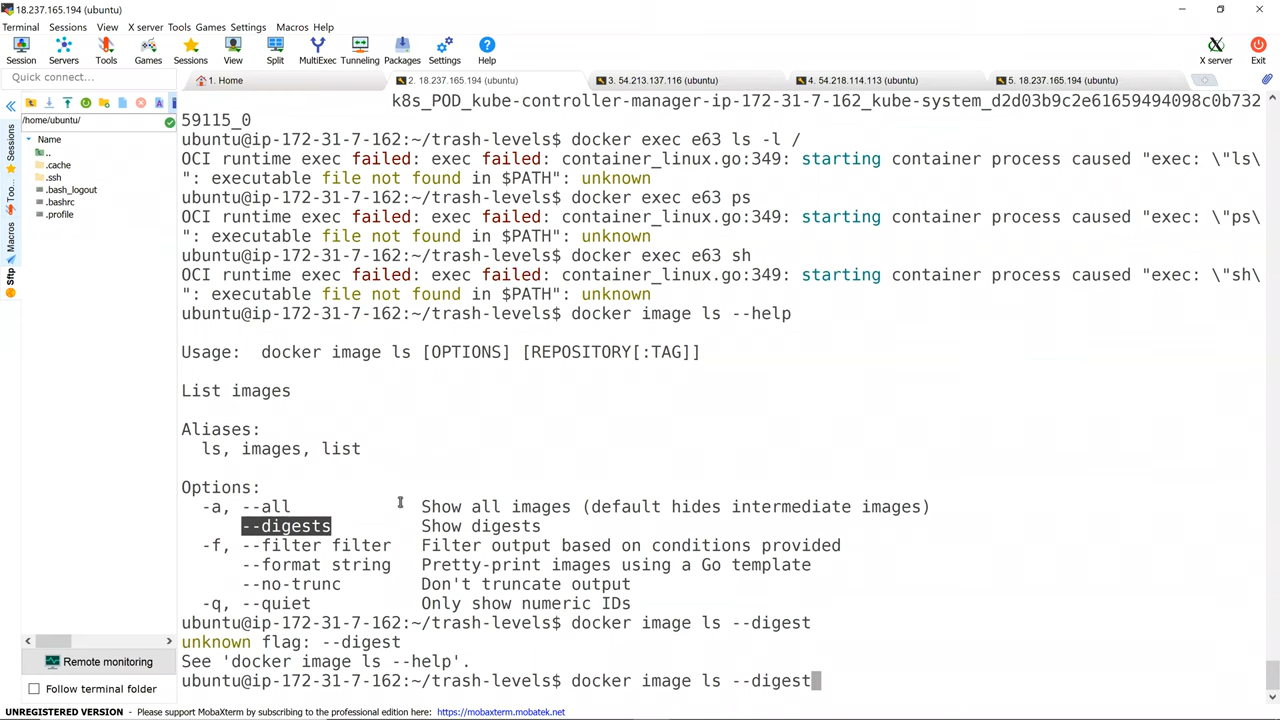 18.237.165.194 (ubuntu)
Terminal Sessions View X server Tools Games Settings Macros Help
Session Servers Tools Games Sessions View Split MultiExec Tunneling Packages Settings Help X server Exit
Quick connect...
1. Home
2. 18.237.165.194 (ubuntu)
3. 54.213.137.116 (ubuntu)
4. 54.218.114.113 (ubuntu)
5. 18.237.165.194 (ubuntu)
Sessions
Too...
Macros
Sftp
/home/ubuntu/
Name
..
.cache
.ssh
.bash_logout
.bashrc
.profile
Remote monitoring
Follow terminal folder
k8s_POD_kube-controller-manager-ip-172-31-7-162_kube-system_d2d03b9c2e61659494098c0b732
59115_0
ubuntu@ip-172-31-7-162:~/trash-levels$ docker exec e63 ls -l /
OCI runtime exec failed: exec failed: container_linux.go:349: starting container process caused "exec: \"ls\
": executable file not found in $PATH": unknown
ubuntu@ip-172-31-7-162:~/trash-levels$ docker exec e63 ps
OCI runtime exec failed: exec failed: container_linux.go:349: starting container process caused "exec: \"ps\
": executable file not found in $PATH": unknown
ubuntu@ip-172-31-7-162:~/trash-levels$ docker exec e63 sh
OCI runtime exec failed: exec failed: container_linux.go:349: starting container process caused "exec: \"sh\
": executable file not found in $PATH": unknown
ubuntu@ip-172-31-7-162:~/trash-levels$ docker image ls --help
Usage:  docker image ls [OPTIONS] [REPOSITORY[:TAG]]
List images
Aliases:
ls, images, list
Options:
-a, --all             Show all images (default hides intermediate images)
--digests         Show digests
-f, --filter filter   Filter output based on conditions provided
--format string   Pretty-print images using a Go template
--no-trunc        Don't truncate output
-q, --quiet           Only show numeric IDs
ubuntu@ip-172-31-7-162:~/trash-levels$ docker image ls --digest
unknown flag: --digest
See 'docker image ls --help'.
ubuntu@ip-172-31-7-162:~/trash-levels$ docker image ls --digest
UNREGISTERED VERSION - Please support MobaXterm by subscribing to the professional edition here: https://mobaxterm.mobatek.net